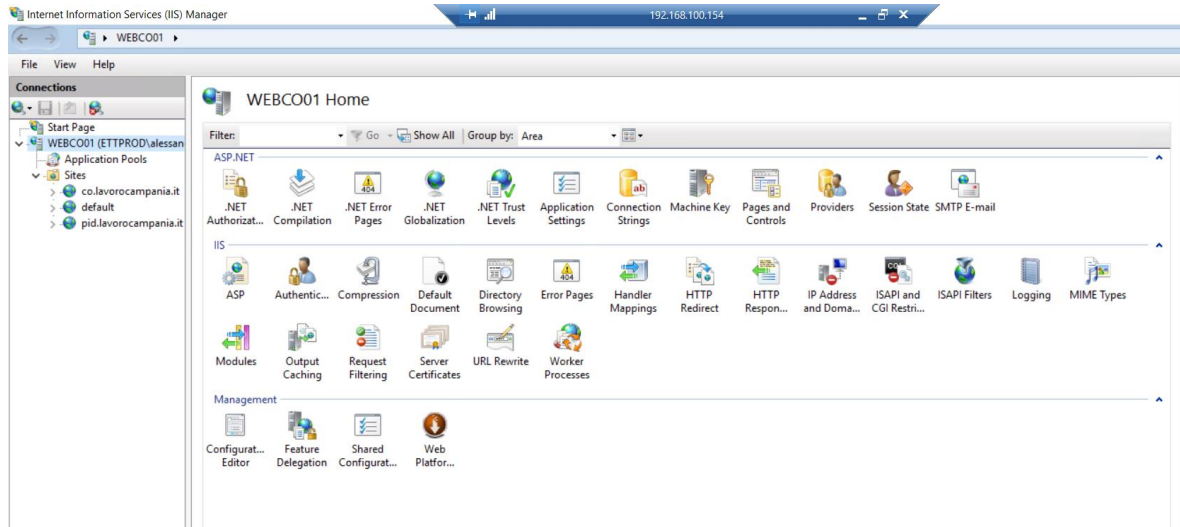 Internet Information Services (IIS) Manager
192.168.100.154
WEBCO01
File View Help
Connections
Start Page
WEBCO01 (ETTPROD\alessan
Application Pools
Sites
co.lavorocampania.it
default
pid.lavorocampania.it
WEBCO01 Home
Filter: Go Show All Group by: Area
ASP.NET
.NET Authorizat... .NET Compilation .NET Error Pages .NET Globalization .NET Trust Levels Application Settings Connection Strings Machine Key Pages and Controls Providers Session State SMTP E-mail
IIS
ASP Authentic... Compression Default Document Directory Browsing Error Pages Handler Mappings HTTP Redirect HTTP Respon... IP Address and Doma... ISAPI and CGI Restri... ISAPI Filters Logging MIME Types
Modules Output Caching Request Filtering Server Certificates URL Rewrite Worker Processes
Management
Configurat... Editor Feature Delegation Shared Configurat... Web Platfor...